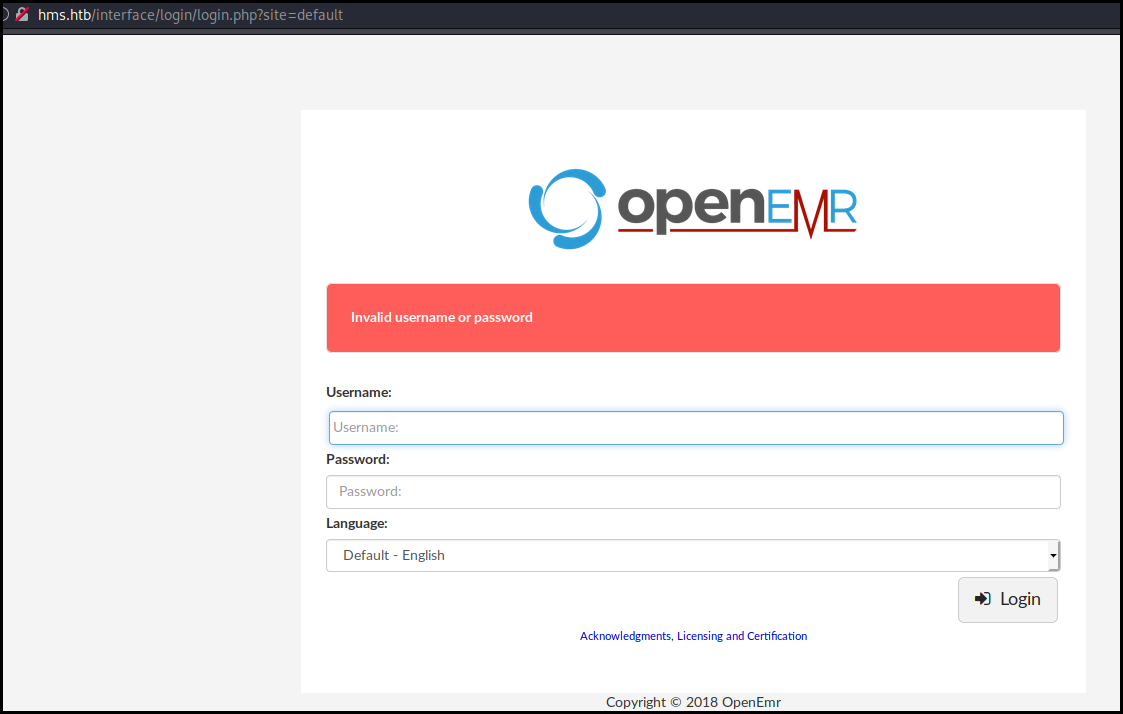 hms.htb/interface/login/login.php?site=default
openEMR
Invalid username or password
Username:
Username:
Password:
Password:
Language:
Default - English
Login
Acknowledgments, Licensing and Certification
Copyright © 2018 OpenEmr